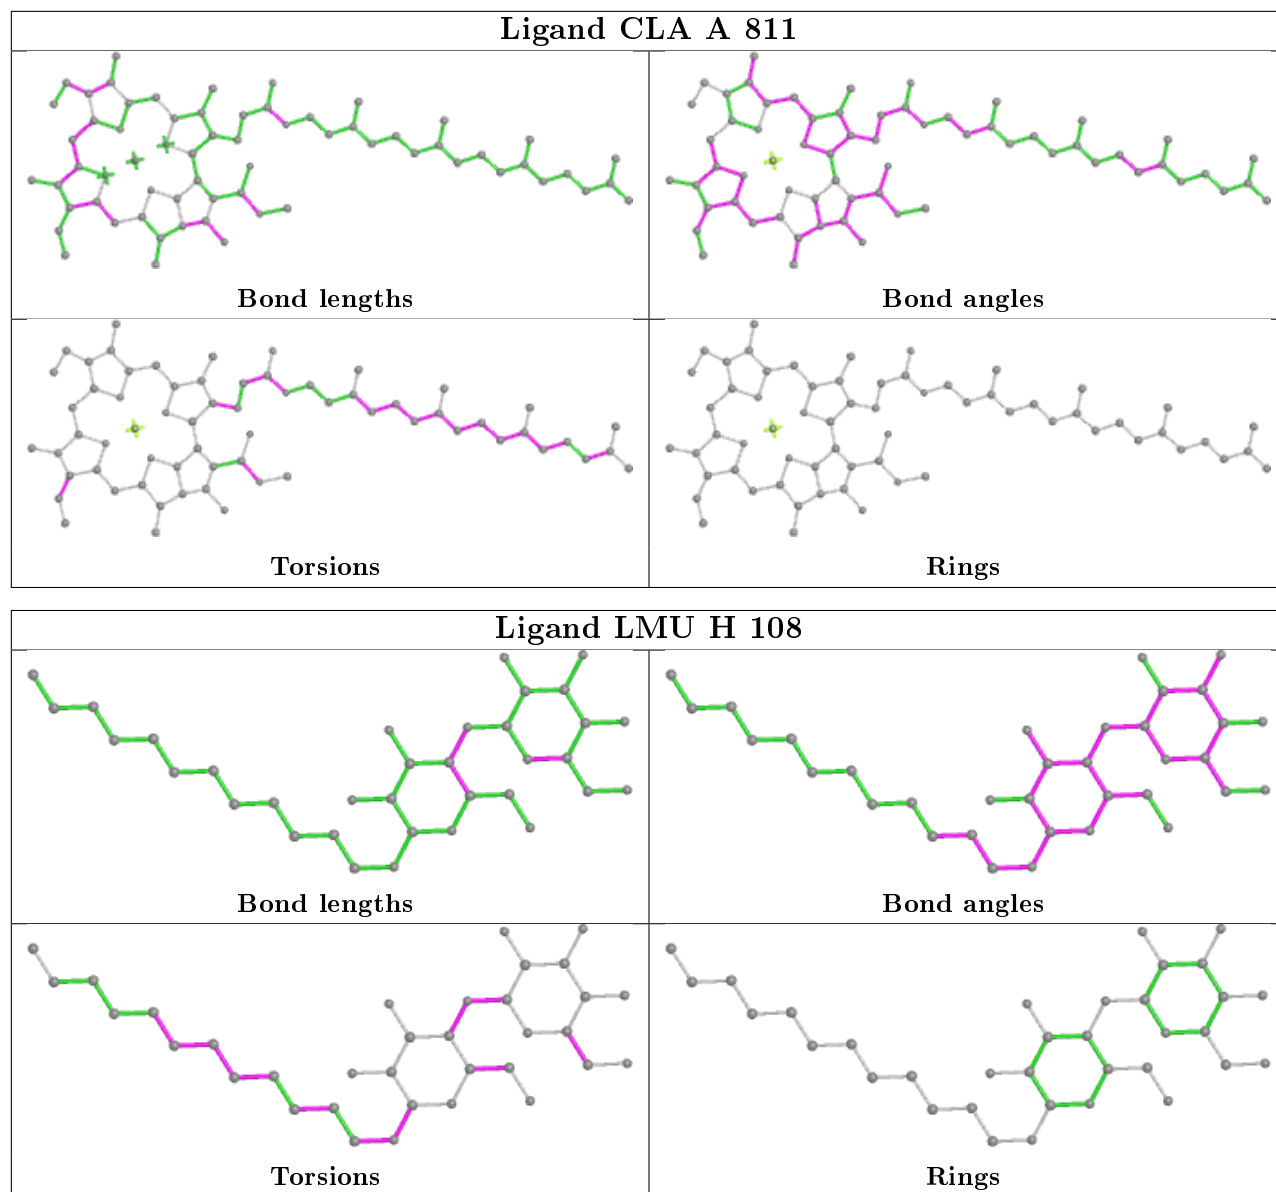 Ligand CLA A 811
Bond lengths
Bond angles
Torsions
Rings
Ligand LMU H 108
Bond lengths
Bond angles
Torsions
Rings